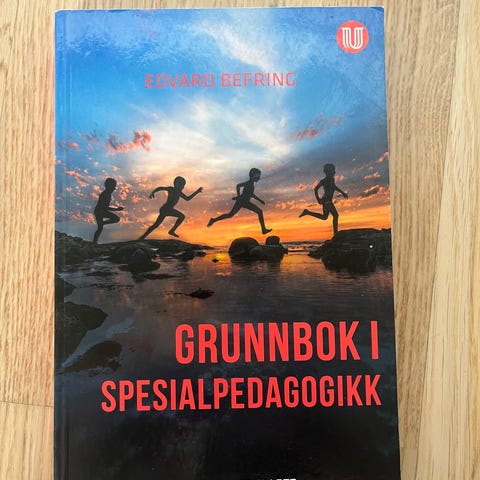 EDVARD BEFRING
GRUNNBOK I
SPESIALPEDAGOGIKK